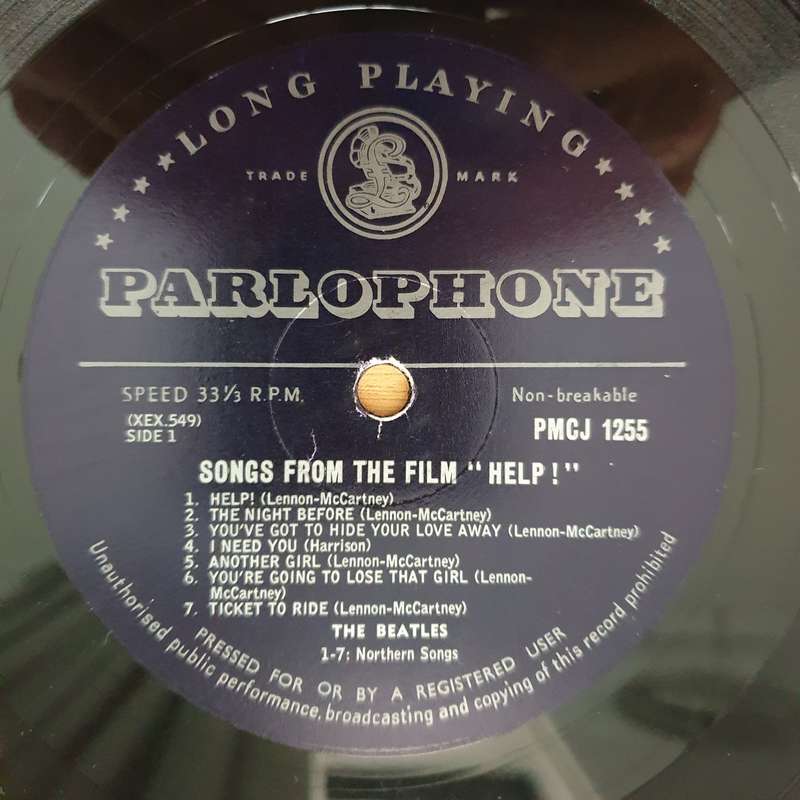 LONG PLAYING
TRADE MARK
£
PARLOPHONE
SPEED 33⅓ R.P.M.
Non-breakable
(XEX.549)
SIDE 1
PMCJ 1255
SONGS FROM THE FILM "HELP!"
1. HELP! (Lennon-McCartney)
2. THE NIGHT BEFORE (Lennon-McCartney)
3. YOU'VE GOT TO HIDE YOUR LOVE AWAY (Lennon-McCartney)
4. I NEED YOU (Harrison)
5. ANOTHER GIRL (Lennon-McCartney)
6. YOU'RE GOING TO LOSE THAT GIRL (Lennon-
McCartney)
7. TICKET TO RIDE (Lennon-McCartney)
THE BEATLES
1-7: Northern Songs
PRESSED FOR OR BY A REGISTERED USER
Unauthorised public performance, broadcasting and copying of this record prohibited